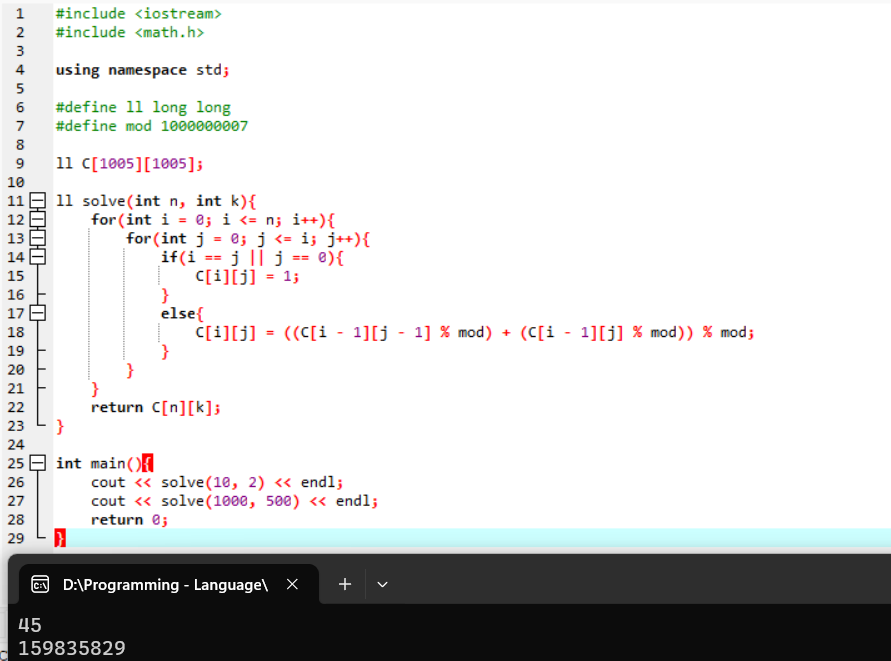 1 #include <iostream>
2 #include <math.h>
3
4 using namespace std;
5
6 #define ll long long
7 #define mod 1000000007
8
9 ll C[1005][1005];
10
11 ll solve(int n, int k){
12 for(int i = 0; i <= n; i++){
13 for(int j = 0; j <= i; j++){
14 if(i == j || j == 0){
15 C[i][j] = 1;
16 }
17 else{
18 C[i][j] = ((C[i - 1][j - 1] % mod) + (C[i - 1][j] % mod)) % mod;
19 }
20 }
21 }
22 return C[n][k];
23 }
24
25 int main(){
26 cout << solve(10, 2) << endl;
27 cout << solve(1000, 500) << endl;
28 return 0;
29 }
D:\Programming - Language\
45
159835829